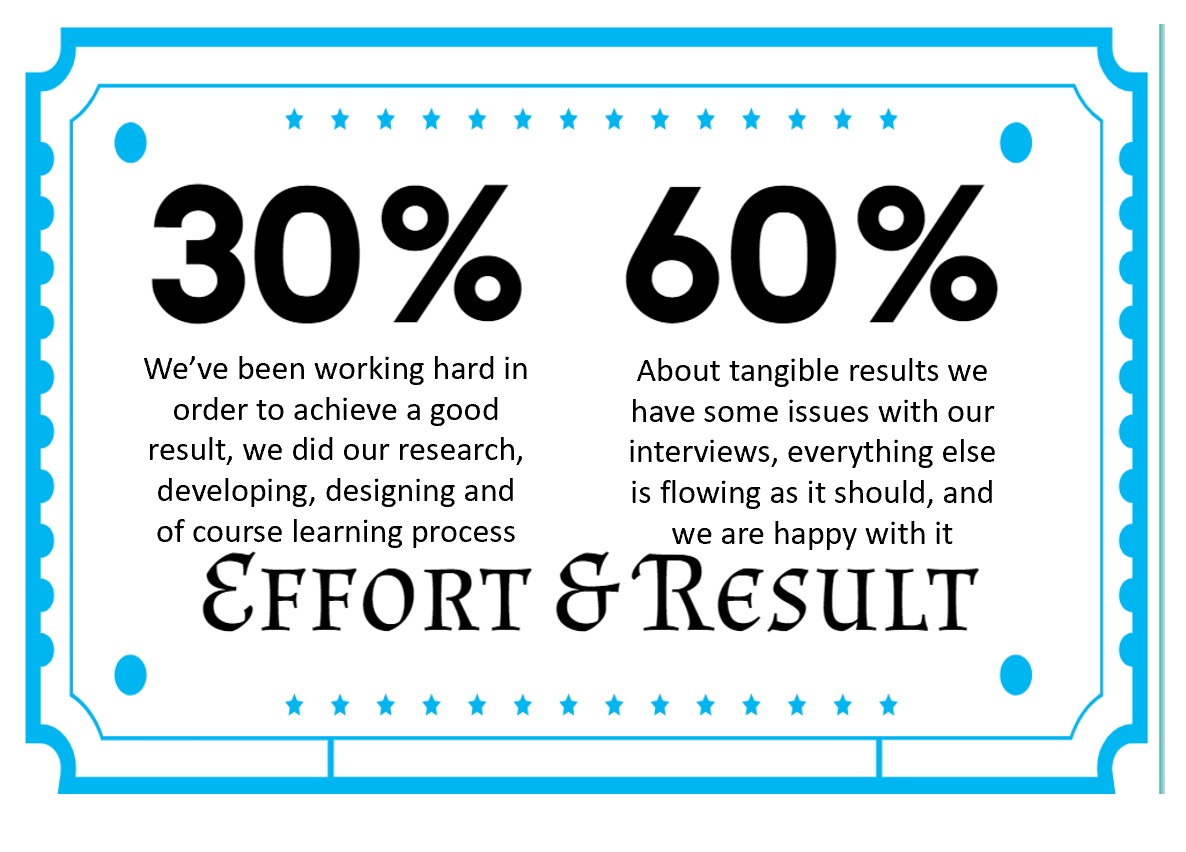 30% 60%
We’ve been working hard in
order to achieve a good
result, we did our research,
developing, designing and
of course learning process
About tangible results we
have some issues with our
interviews, everything else
is flowing as it should, and
we are happy with it
Effort & Result